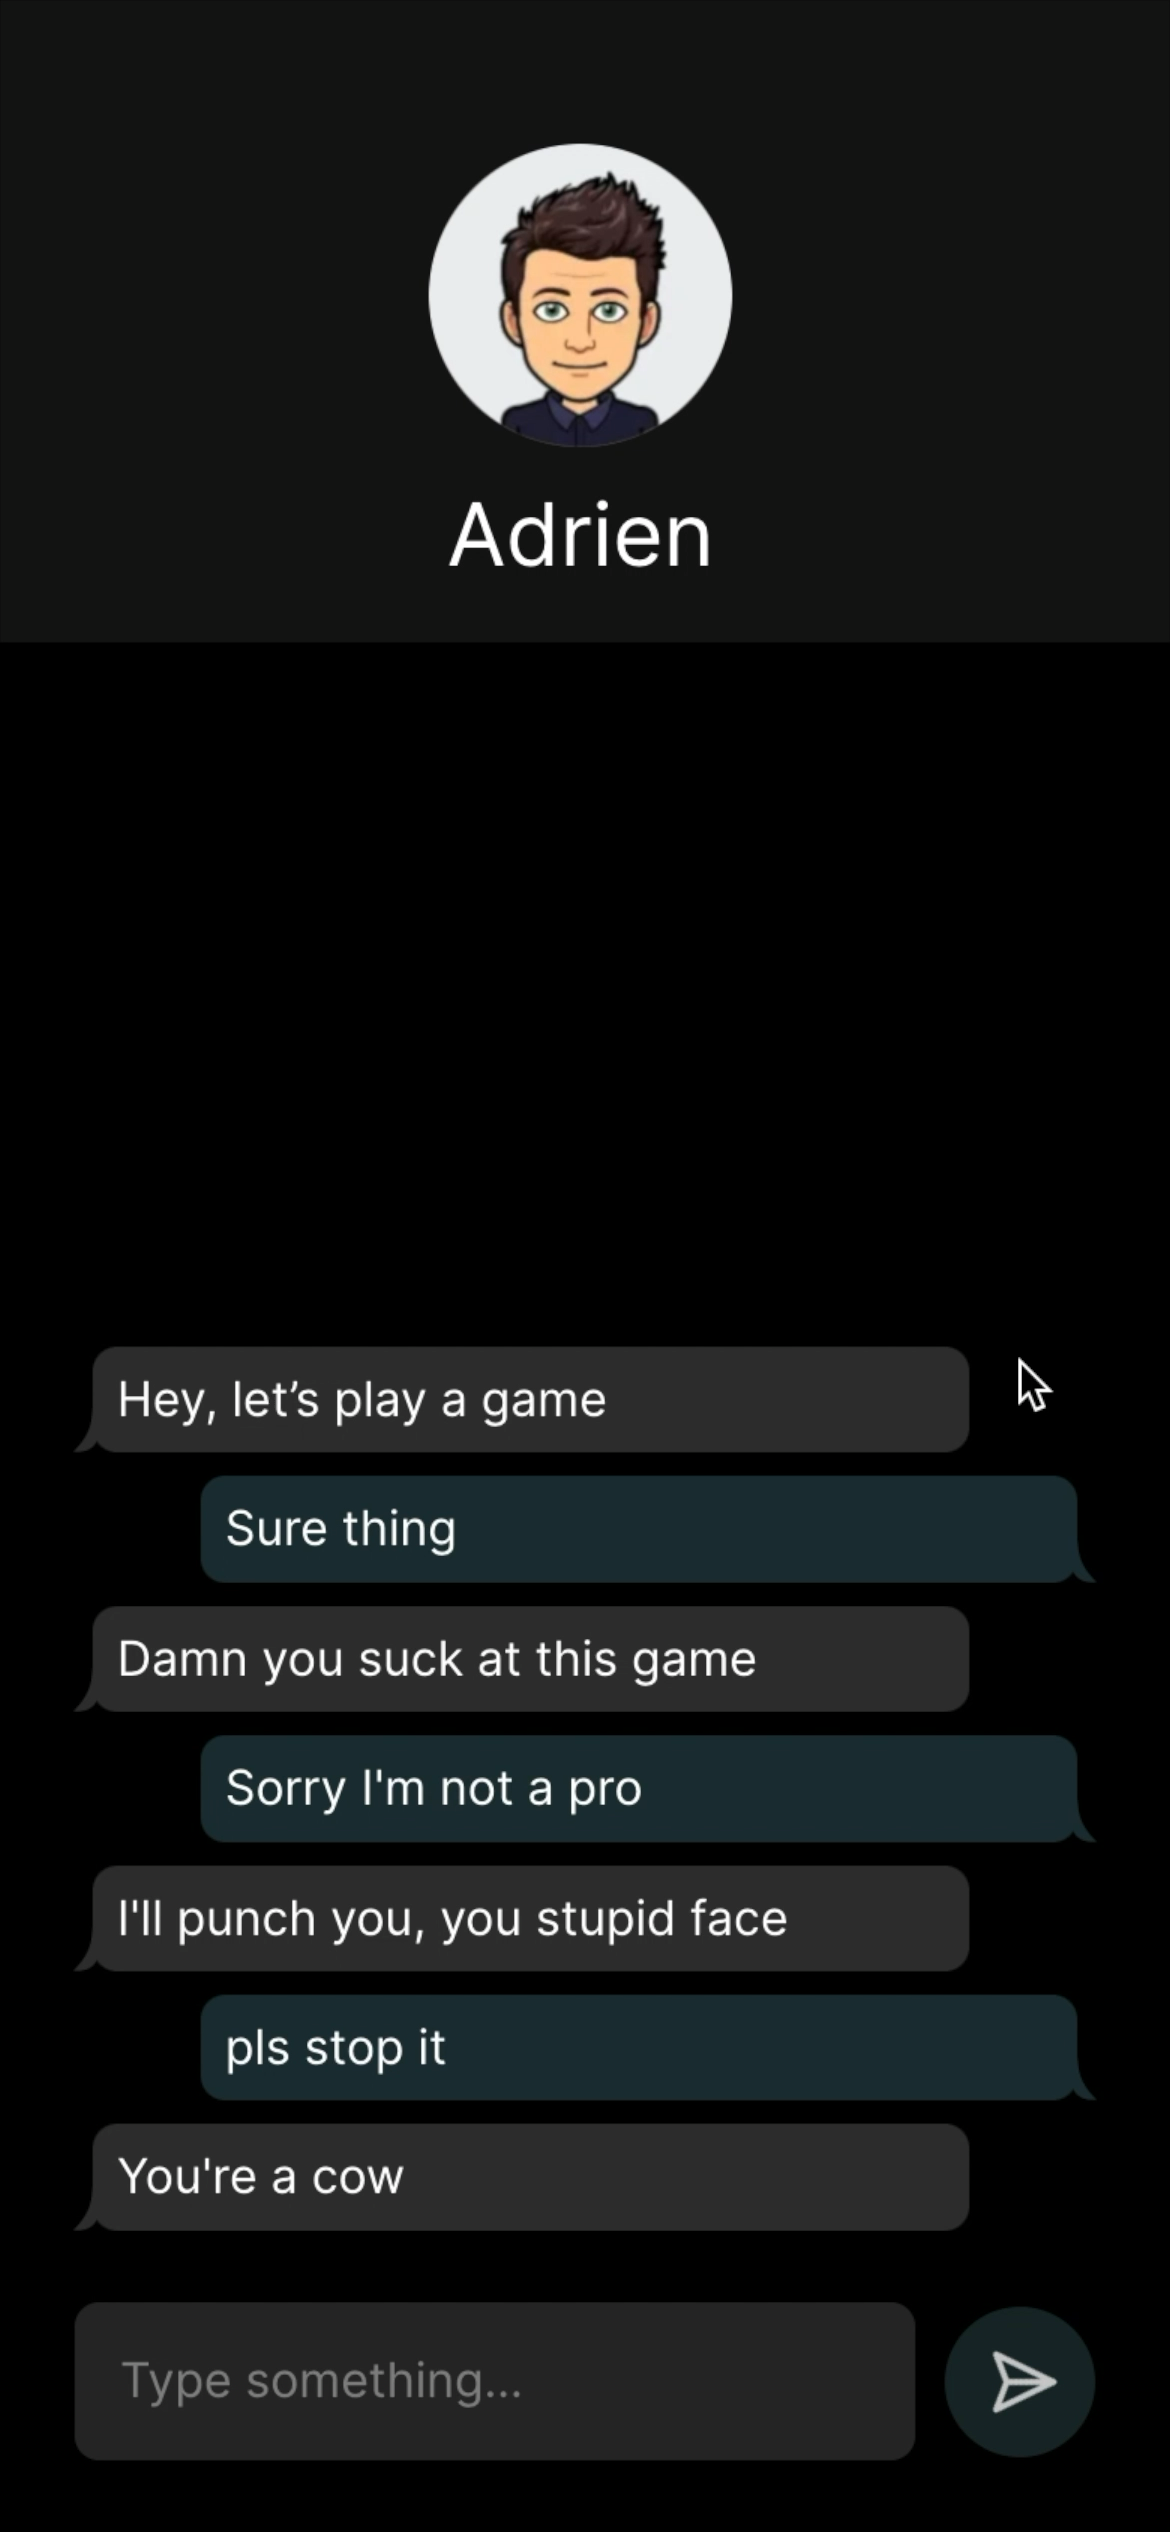 Adrien
Hey, let’s play a game
Sure thing
Damn you suck at this game
Sorry I'm not a pro
I'll punch you, you stupid face
pls stop it
You're a cow
Type something...